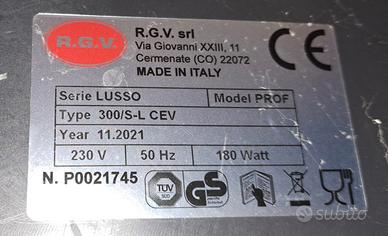 R.G.V.
R.G.V. srl
Via Giovanni XXIII, 11
Cermenate (CO) 22072
MADE IN ITALY
CE
Serie LUSSO Model PROF
Type 300/S-L CEV
Year 11.2021
230 V 50 Hz 180 Watt
N. P0021745
TÜV
SÜD
GS
subito